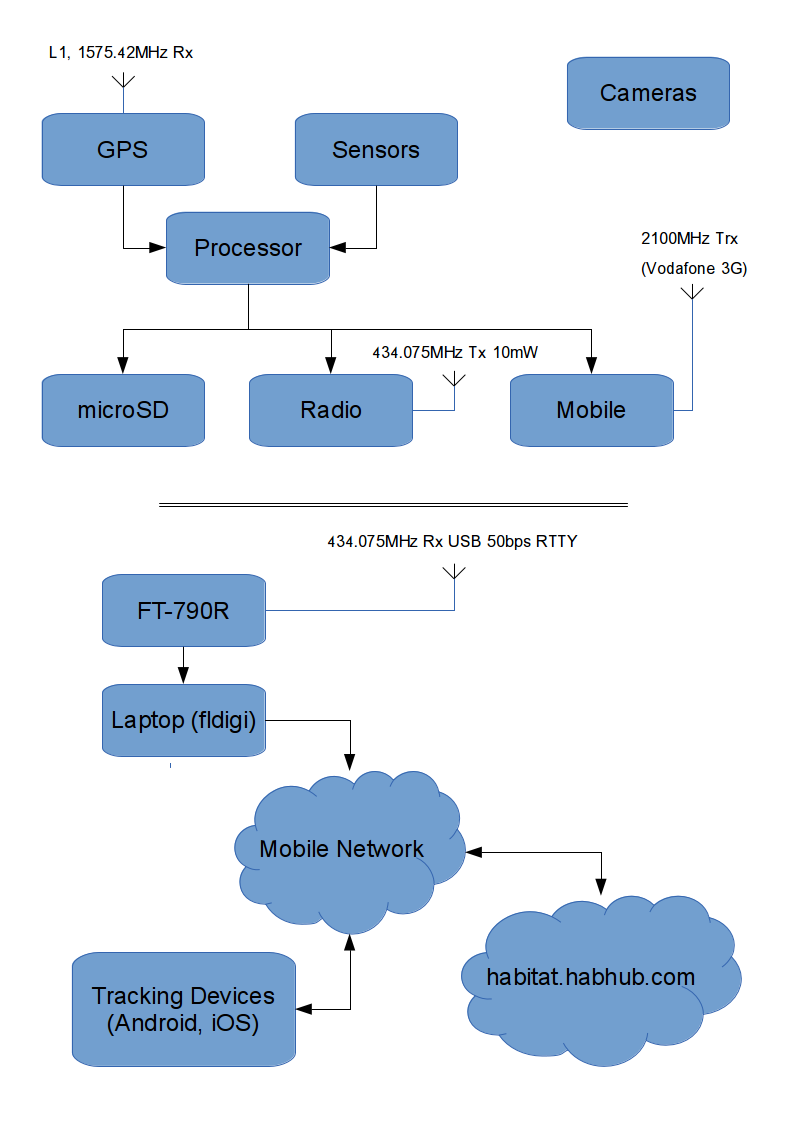 L1, 1575.42MHz Rx
Cameras
GPS
Sensors
Processor
2100MHz Trx
(Vodafone 3G)
434.075MHz Tx 10mW
microSD
Radio
Mobile
434.075MHz Rx USB 50bps RTTY
FT-790R
Laptop (fldigi)
Mobile Network
habitat.habhub.com
Tracking Devices
(Android, iOS)